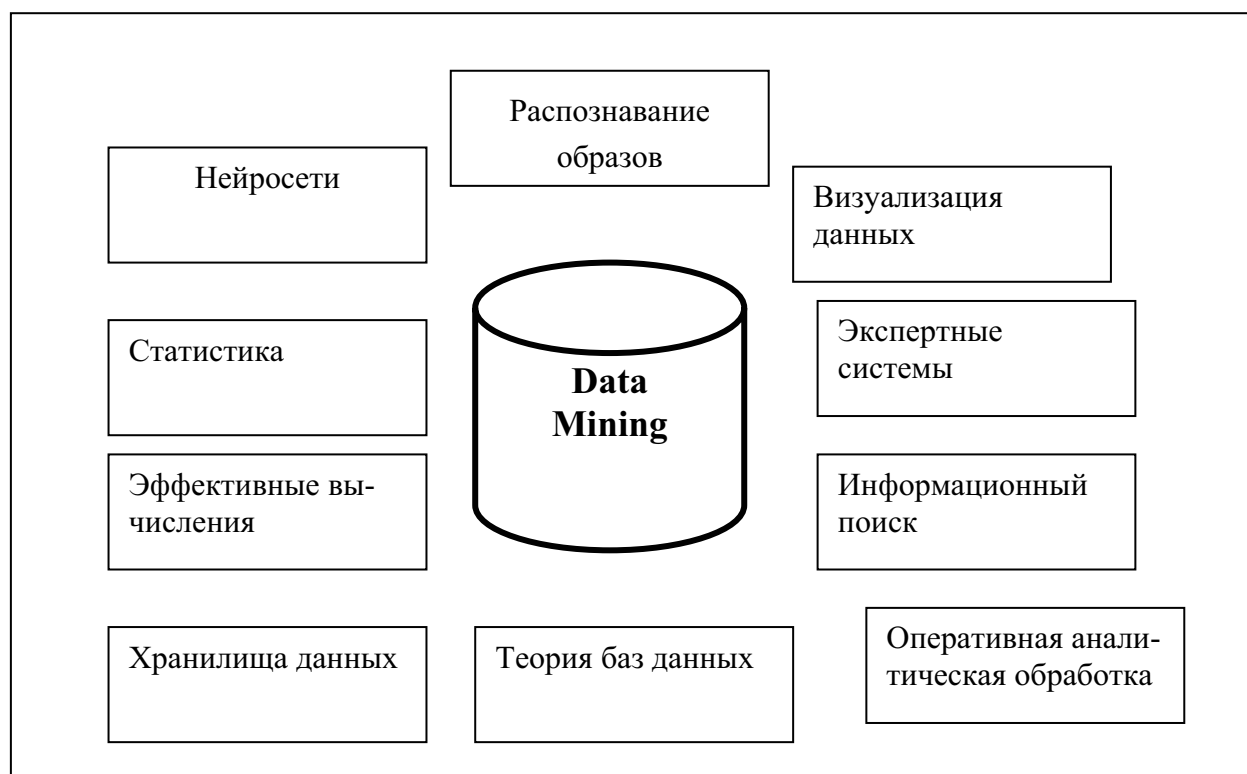 Распознавание
образов
Нейросети
Визуализация
данных
Статистика
Data
Mining
Экспертные
системы
Эффективные вы-
числения
Информационный
поиск
Хранилища данных
Теория баз данных
Оперативная анали-
тическая обработка